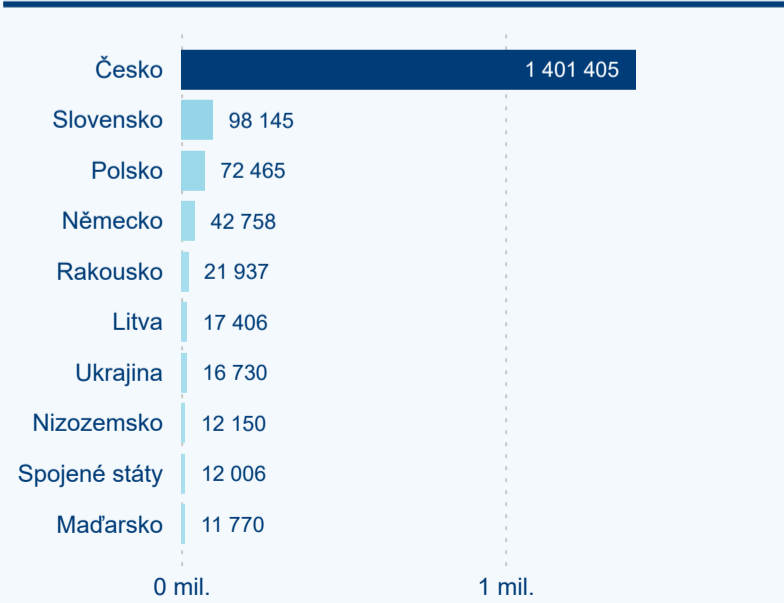 Česko 1 401 405
Slovensko 98 145
Polsko 72 465
Německo 42 758
Rakousko 21 937
Litva 17 406
Ukrajina 16 730
Nizozemsko 12 150
Spojené státy 12 006
Maďarsko 11 770
0 mil. 1 mil.